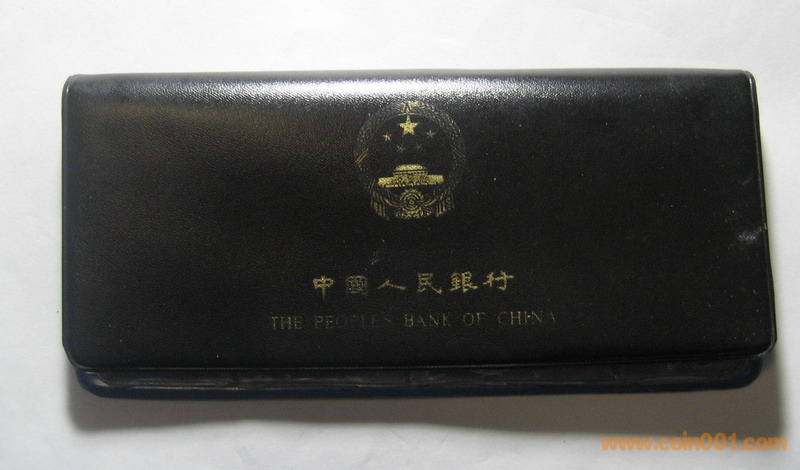 中國人民銀行
THE PEOPLES BANK OF CHINA
www.coin001.com